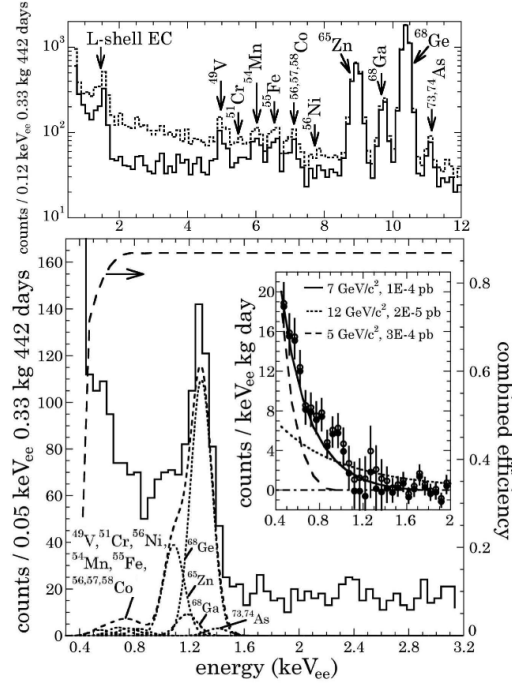 counts / 0.12 keVee 0.33 kg 442 days
10³
10²
10¹
L-shell EC
⁴⁹V
⁵¹Cr
⁵⁴Mn
⁵⁵Fe
⁵⁶,⁵⁷,⁵⁸Co
⁵⁶Ni
⁶⁵Zn
⁶⁸Ga
⁶⁸Ge
⁷³,⁷⁴As
2 4 6 8 10 12
counts / 0.05 keVee 0.33 kg 442 days
160
140
120
100
80
60
40
20
0
⁴⁹V,⁵¹Cr,⁵⁶Ni,
⁵⁴Mn,⁵⁵Fe,
⁵⁶,⁵⁷,⁵⁸Co
⁶⁸Ge
⁶⁵Zn
⁶⁸Ga
⁷³,⁷⁴As
counts / keVee kg day
20
16
12
8
4
0
7 GeV/c², 1E-4 pb
12 GeV/c², 2E-5 pb
5 GeV/c², 3E-4 pb
0.4 0.8 1.2 1.6 2
0.8
0.6
0.4
0.2
0
combined efficiency
0.4 0.8 1.2 1.6 2.0 2.4 2.8 3.2
energy (keVee)